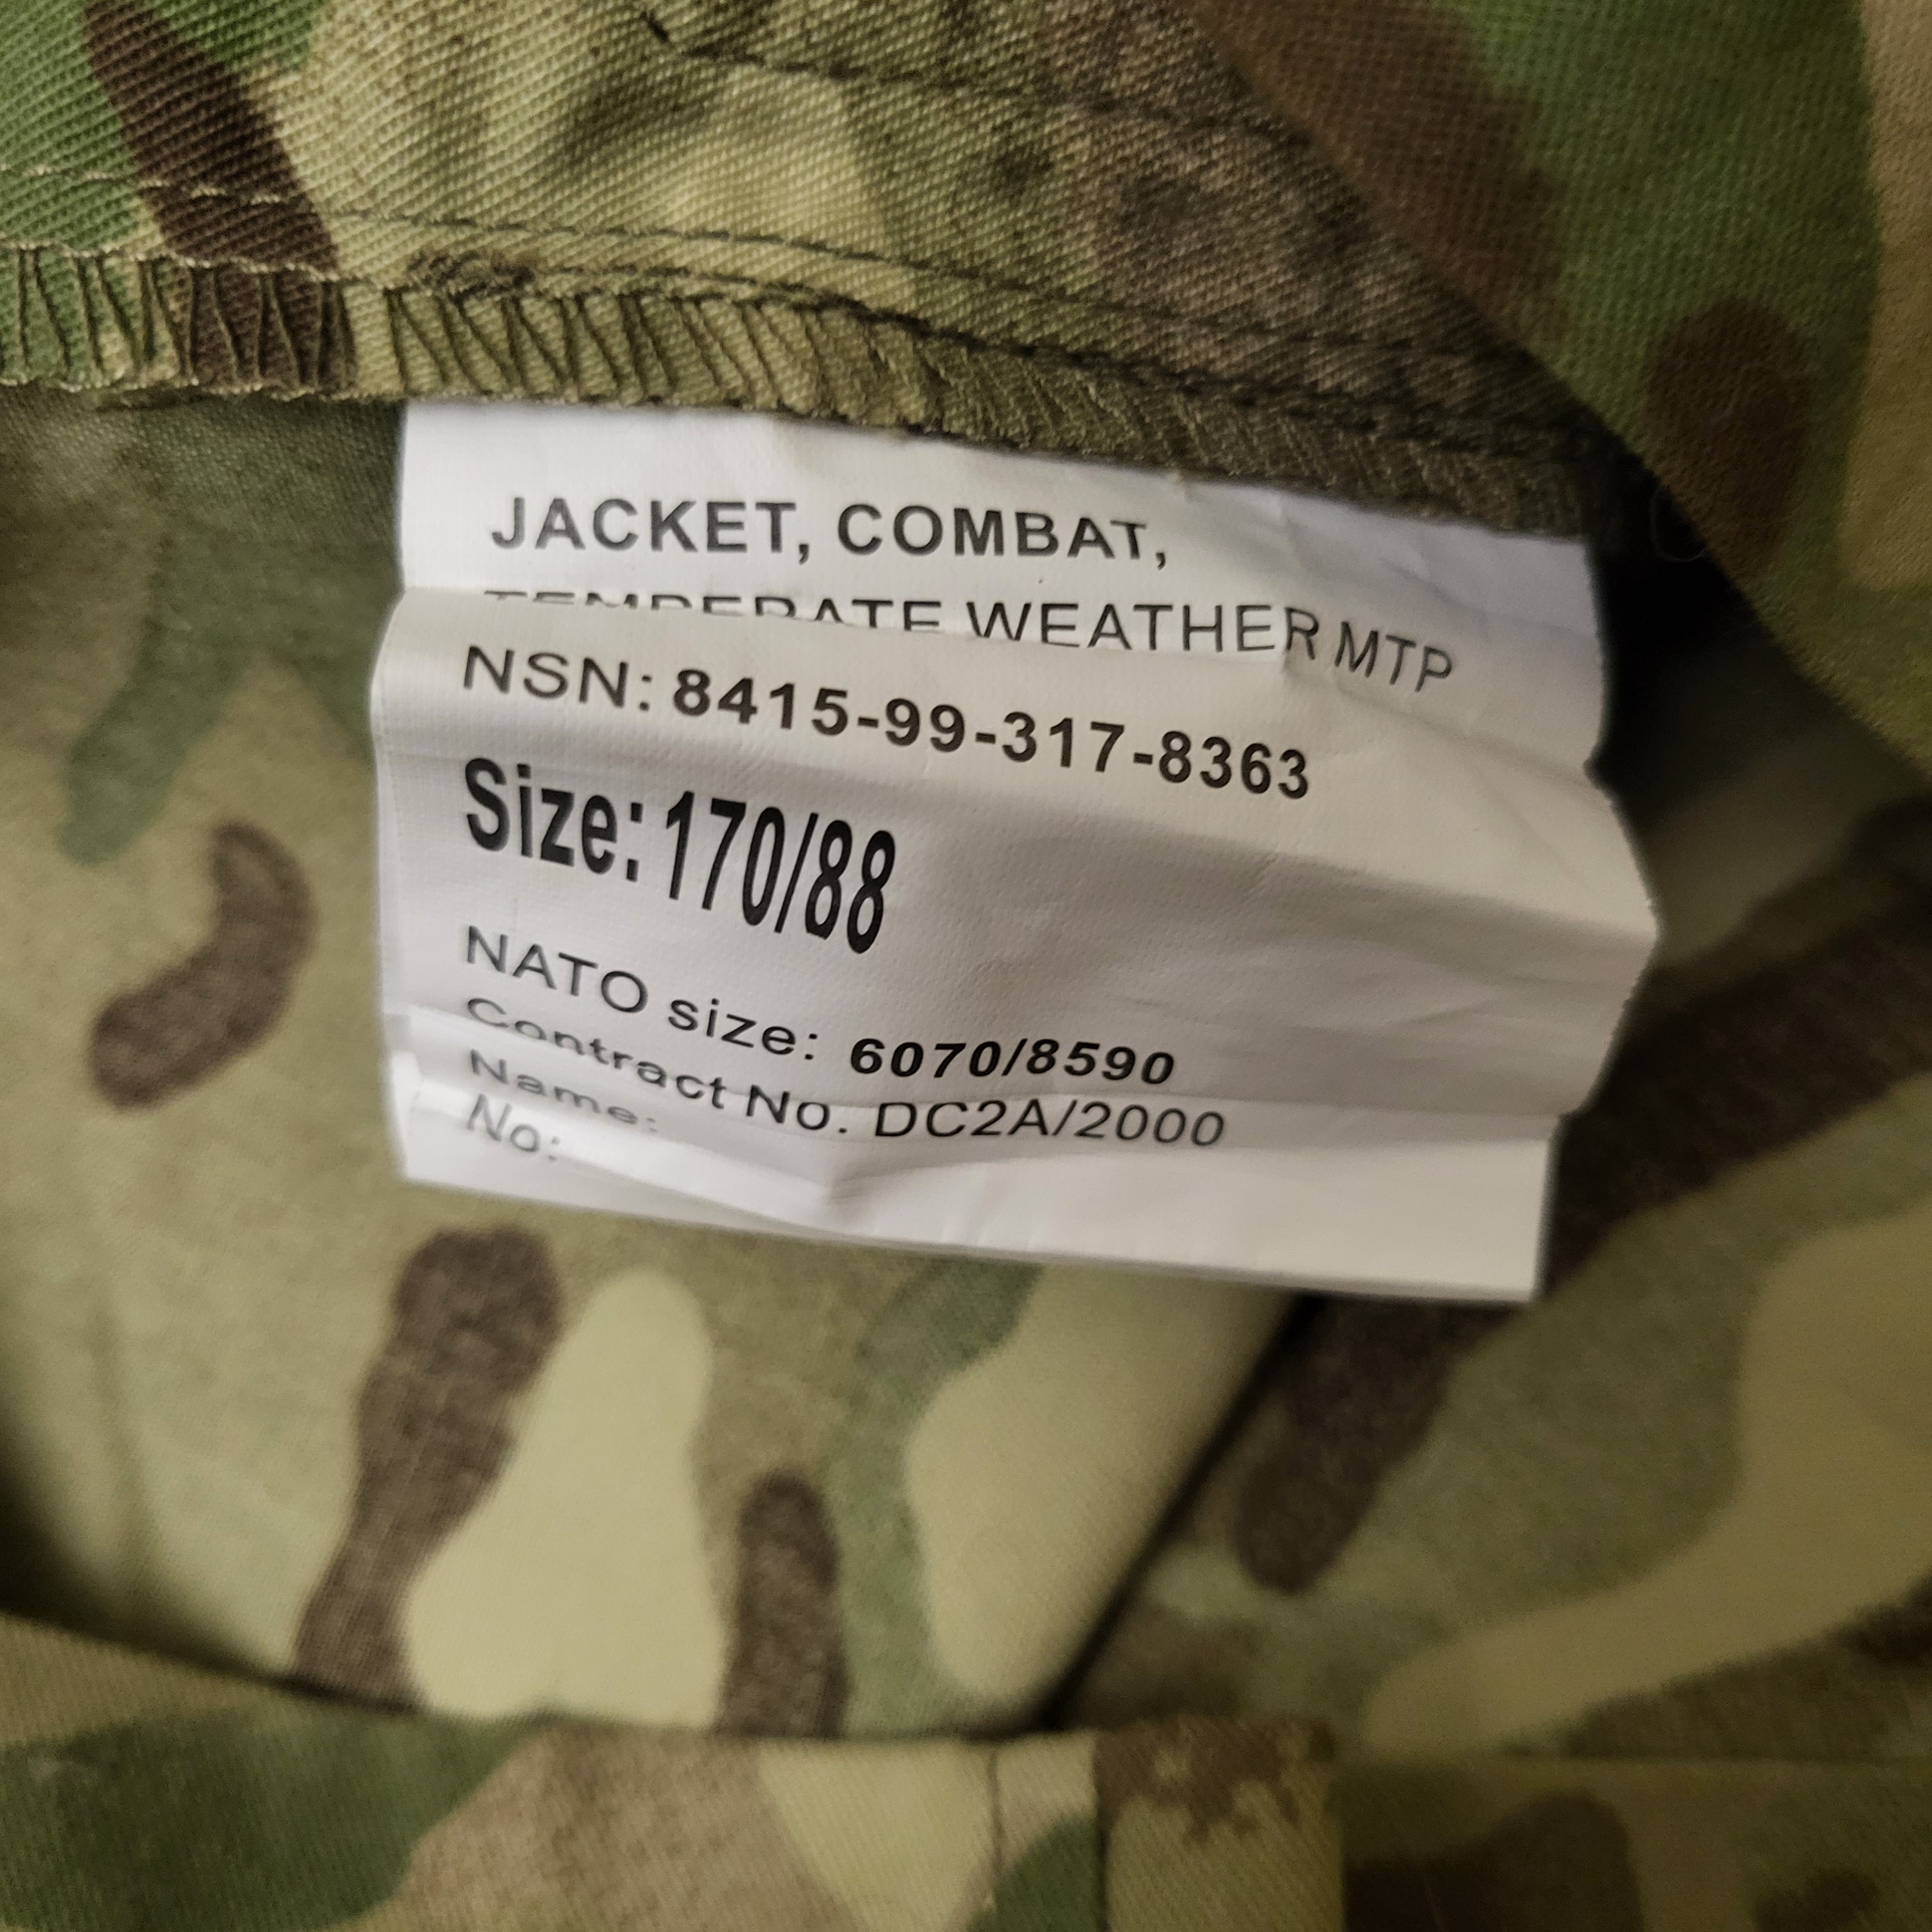 JACKET, COMBAT,
TEMPERATE WEATHER MTP
NSN: 8415-99-317-8363
Size: 170/88
NATO size: 6070/8590
Contract No. DC2A/2000
Name:
No: